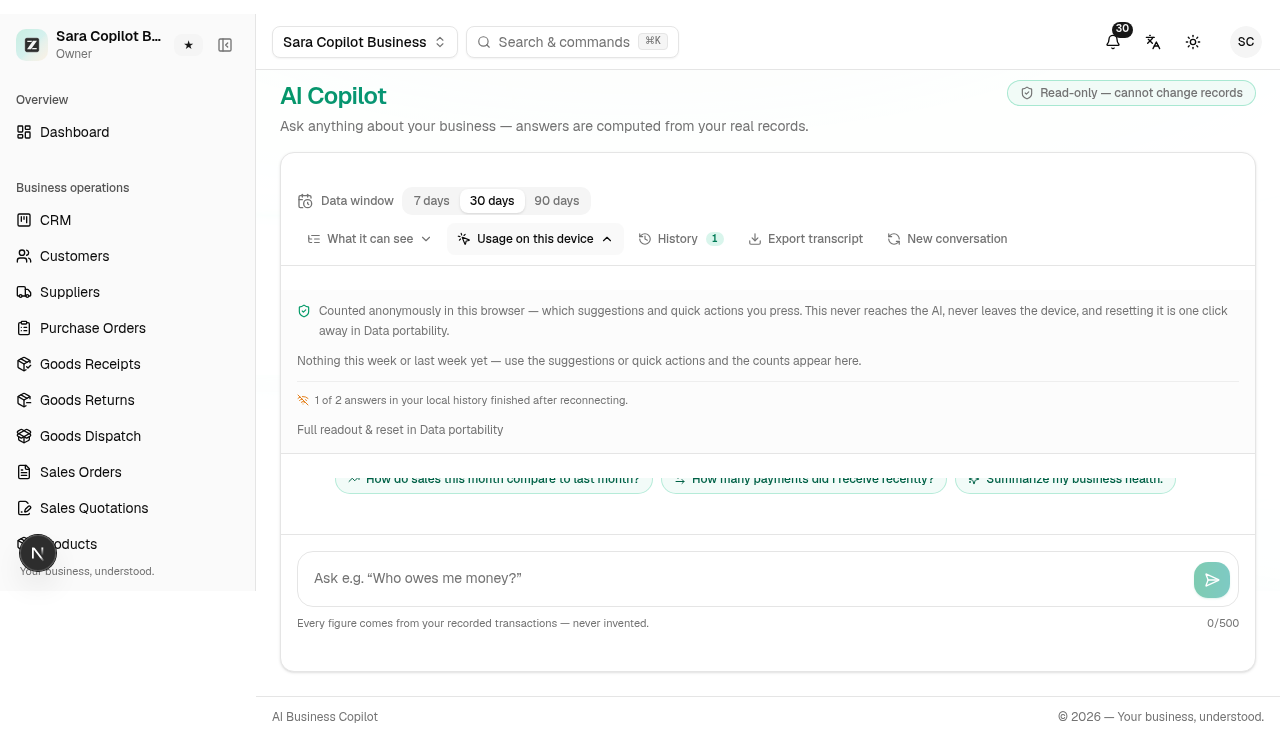 Sara Copilot B...
Owner
★
Sara Copilot Business
Search & commands
⌘K
30
SC
Overview
Dashboard
Business operations
CRM
Customers
Suppliers
Purchase Orders
Goods Receipts
Goods Returns
Goods Dispatch
Sales Orders
Sales Quotations
Your business, understood.
AI Copilot
Read-only — cannot change records
Ask anything about your business — answers are computed from your real records.
Data window
7 days
30 days
90 days
What it can see
Usage on this device
History
1
Export transcript
New conversation
Counted anonymously in this browser — which suggestions and quick actions you press. This never reaches the AI, never leaves the device, and resetting it is one click
away in Data portability.
Nothing this week or last week yet — use the suggestions or quick actions and the counts appear here.
1 of 2 answers in your local history finished after reconnecting.
Full readout & reset in Data portability
How do sales this month compare to last month?
How many payments did I receive recently?
Summarize my business health.
Ask e.g. “Who owes me money?”
Every figure comes from your recorded transactions — never invented.
0/500
AI Business Copilot
© 2026 — Your business, understood.